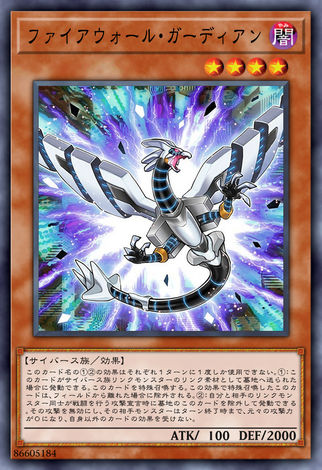 ファイアウォール・ガーディアン
やみ
闇
【サイバース族／効果】
このカード名の①②の効果はそれぞれ１ターンに１度しか使用できない。①：こ
のカードがサイバース族リンクモンスターのリンク素材として墓地へ送られた
場合に発動できる。このカードを特殊召喚する。この効果で特殊召喚したこのカ
ードは、フィールドから離れた場合に除外される。②：自分と相手のリンクモン
スター同士が戦闘を行う攻撃宣言時に墓地のこのカードを除外して発動できる
。その攻撃を無効にし、その相手モンスターはターン終了時まで、元々の攻撃力
が０になり、自身以外のカードの効果を受けない。
ATK/ 100 DEF/2000
86605184